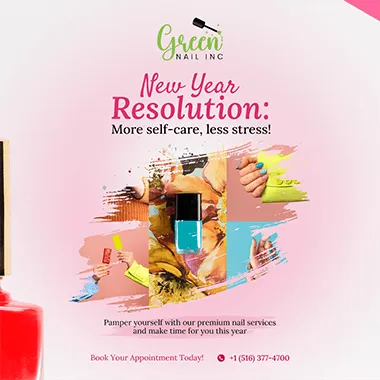 Green
NAIL INC
New Year
Resolution:
More self-care, less stress!
Pamper yourself with our premium nail services
and make time for you this year
Book Your Appointment Today! +1 (516) 377-4700